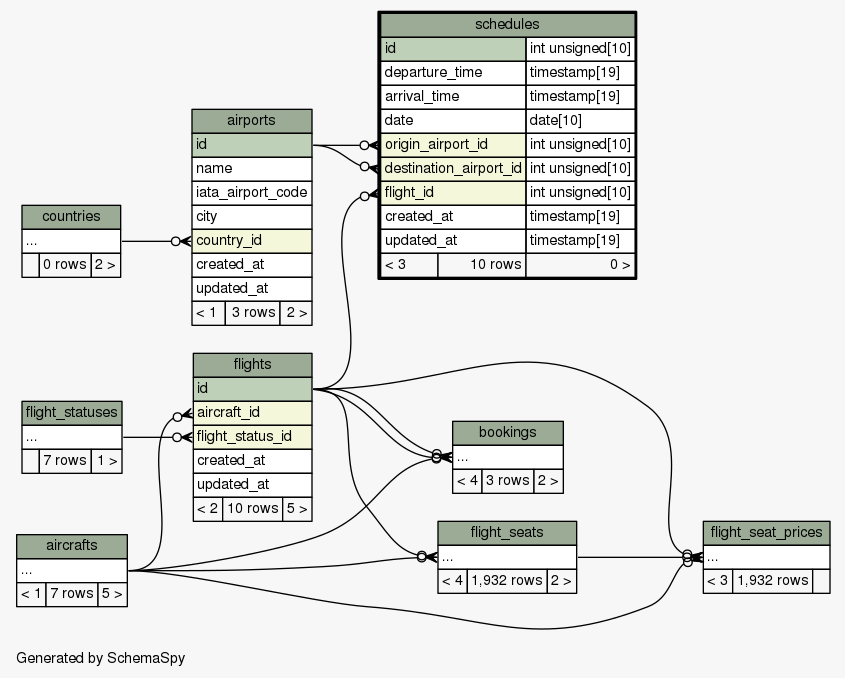 schedules
id int unsigned[10]
departure_time timestamp[19]
arrival_time timestamp[19]
date date[10]
origin_airport_id int unsigned[10]
destination_airport_id int unsigned[10]
flight_id int unsigned[10]
created_at timestamp[19]
updated_at timestamp[19]
< 3 10 rows 0 >
airports
id
name
iata_airport_code
city
country_id
created_at
updated_at
< 1 3 rows 2 >
countries
...
0 rows 2 >
flights
id
aircraft_id
flight_status_id
created_at
updated_at
< 2 10 rows 5 >
flight_statuses
...
7 rows 1 >
bookings
...
< 4 3 rows 2 >
aircrafts
...
< 1 7 rows 5 >
flight_seats
...
< 4 1,932 rows 2 >
flight_seat_prices
...
< 3 1,932 rows
Generated by SchemaSpy